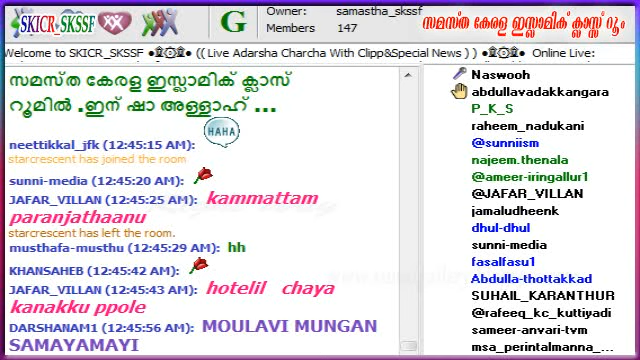 SKICR SKSSF
G
Owner: samastha_skssf
Members 147
സമസ്ത കേരള ഇസ്ലാമിക് ക്ലാസ്സ് റൂം
Welcome to SKICR_SKSSF (( Live Adarsha Charcha With Clipp&Special News ) ) Online Live:
സമസ്ത കേരള ഇസ്ലാമിക് ക്ലാസ്
റൂമില്‍ .ഇന് ഷാ അള്ളാഹ് ...
HAHA
neettikkal_jfk (12:45:15 AM):
starcrescent has joined the room
sunni-media (12:45:20 AM):
JAFAR_VILLAN (12:45:25 AM): kammattam
paranjathaanu
starcrescent has left the room.
musthafa-musthu (12:45:29 AM): hh
KHANSAHEB (12:45:42 AM):
JAFAR_VILLAN (12:45:43 AM): hotelil chaya
kanakku ppole
DARSHANAM1 (12:45:56 AM): MOULAVI MUNGAN
SAMAYAMAYI
Naswooh
abdullavadakkangara
P_K_S
raheem_nadukani
@sunniism
najeem.thenala
@ameer-iringallur1
@JAFAR_VILLAN
jamaludheenk
dhul-dhul
sunni-media
fasalfasu1
Abdulla-thottakkad
SUHAIL_KARANTHUR
@rafeeq_kc_kuttiyadi
sameer-anvari-tvm
msa_perintalmanna_...